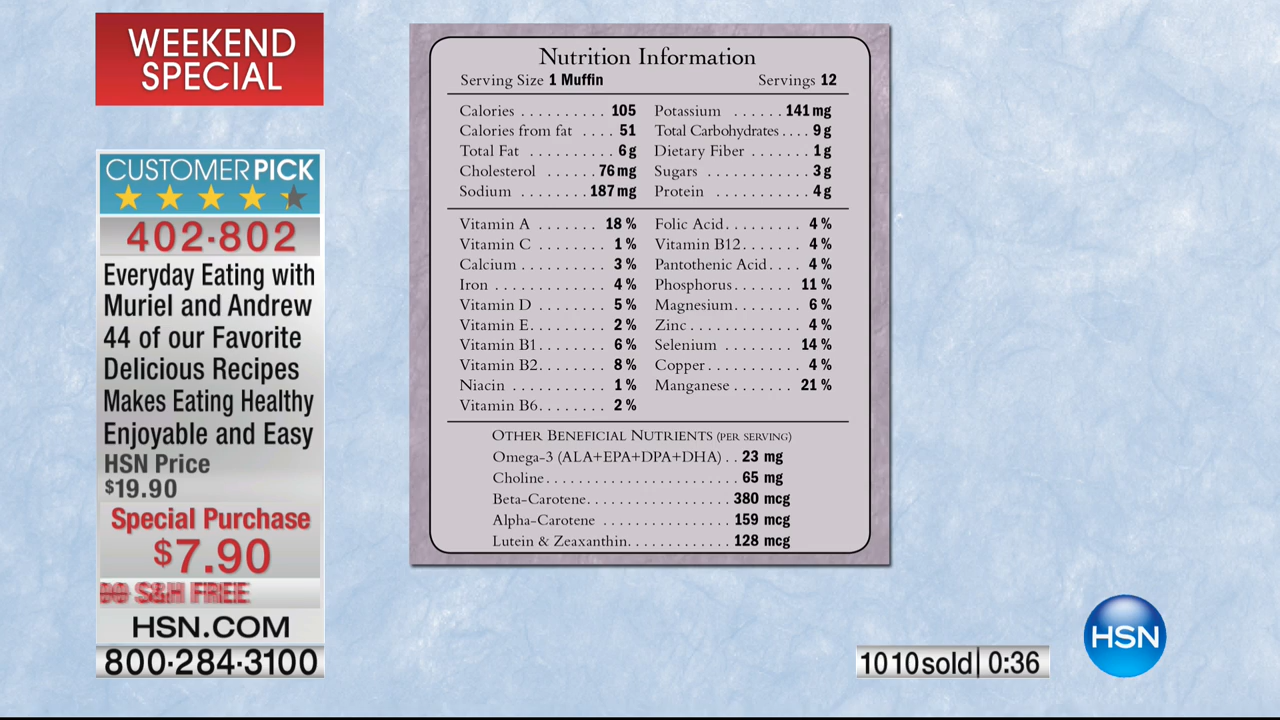 WEEKEND
SPECIAL
CUSTOMER PICK
402·802
Everyday Eating with
Muriel and Andrew
44 of our Favorite
Delicious Recipes
Makes Eating Healthy
Enjoyable and Easy
HSN Price
$19.90
Special Purchase
$7.90
S&H FREE
HSN.COM
800·284·3100
Nutrition Information
Serving Size 1 Muffin Servings 12
Calories . . . . . . . . . . 105 Potassium . . . . . . 141 mg
Calories from fat . . . . 51 Total Carbohydrates . . . . 9 g
Total Fat . . . . . . . . . . 6 g Dietary Fiber . . . . . . . 1 g
Cholesterol . . . . . . 76 mg Sugars . . . . . . . . . . . . 3 g
Sodium . . . . . . . 187 mg Protein . . . . . . . . . . 4 g
Vitamin A . . . . . . . 18 % Folic Acid . . . . . . . . . 4 %
Vitamin C . . . . . . . 1 % Vitamin B12 . . . . . . . 4 %
Calcium . . . . . . . . . . 3 % Pantothenic Acid . . . . 4 %
Iron . . . . . . . . . . . . . 4 % Phosphorus . . . . . . . 11 %
Vitamin D . . . . . . . 5 % Magnesium . . . . . . . 6 %
Vitamin E . . . . . . . . . 2 % Zinc . . . . . . . . . . . . . 4 %
Vitamin B1 . . . . . . . . 6 % Selenium . . . . . . . . 14 %
Vitamin B2 . . . . . . . . 8 % Copper . . . . . . . . . . . 4 %
Niacin . . . . . . . . . . . 1 % Manganese . . . . . . . 21 %
Vitamin B6 . . . . . . . . 2 %
OTHER BENEFICIAL NUTRIENTS (PER SERVING)
Omega-3 (ALA+EPA+DPA+DHA) . . 23 mg
Choline . . . . . . . . . . . . . . . . . . . . . . . . 65 mg
Beta-Carotene . . . . . . . . . . . . . . . . . . 380 mcg
Alpha-Carotene . . . . . . . . . . . . . . . . 159 mcg
Lutein & Zeaxanthin . . . . . . . . . . . . . 128 mcg
HSN
1010 sold | 0:36